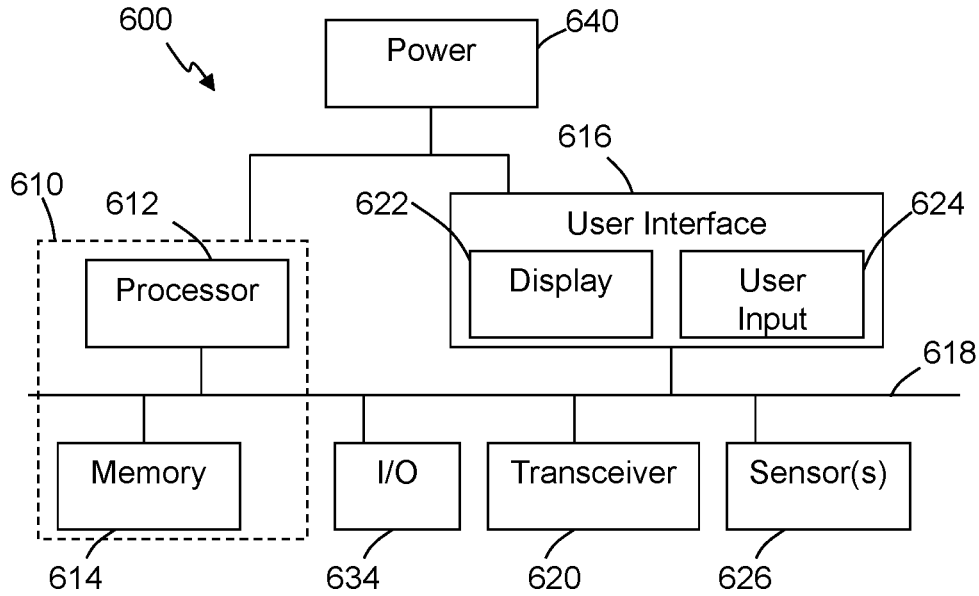 600
640
Power
616
610
612
622
624
User Interface
Processor
Display
User
Input
618
Memory
I/O
Transceiver
Sensor(s)
614
634
620
626